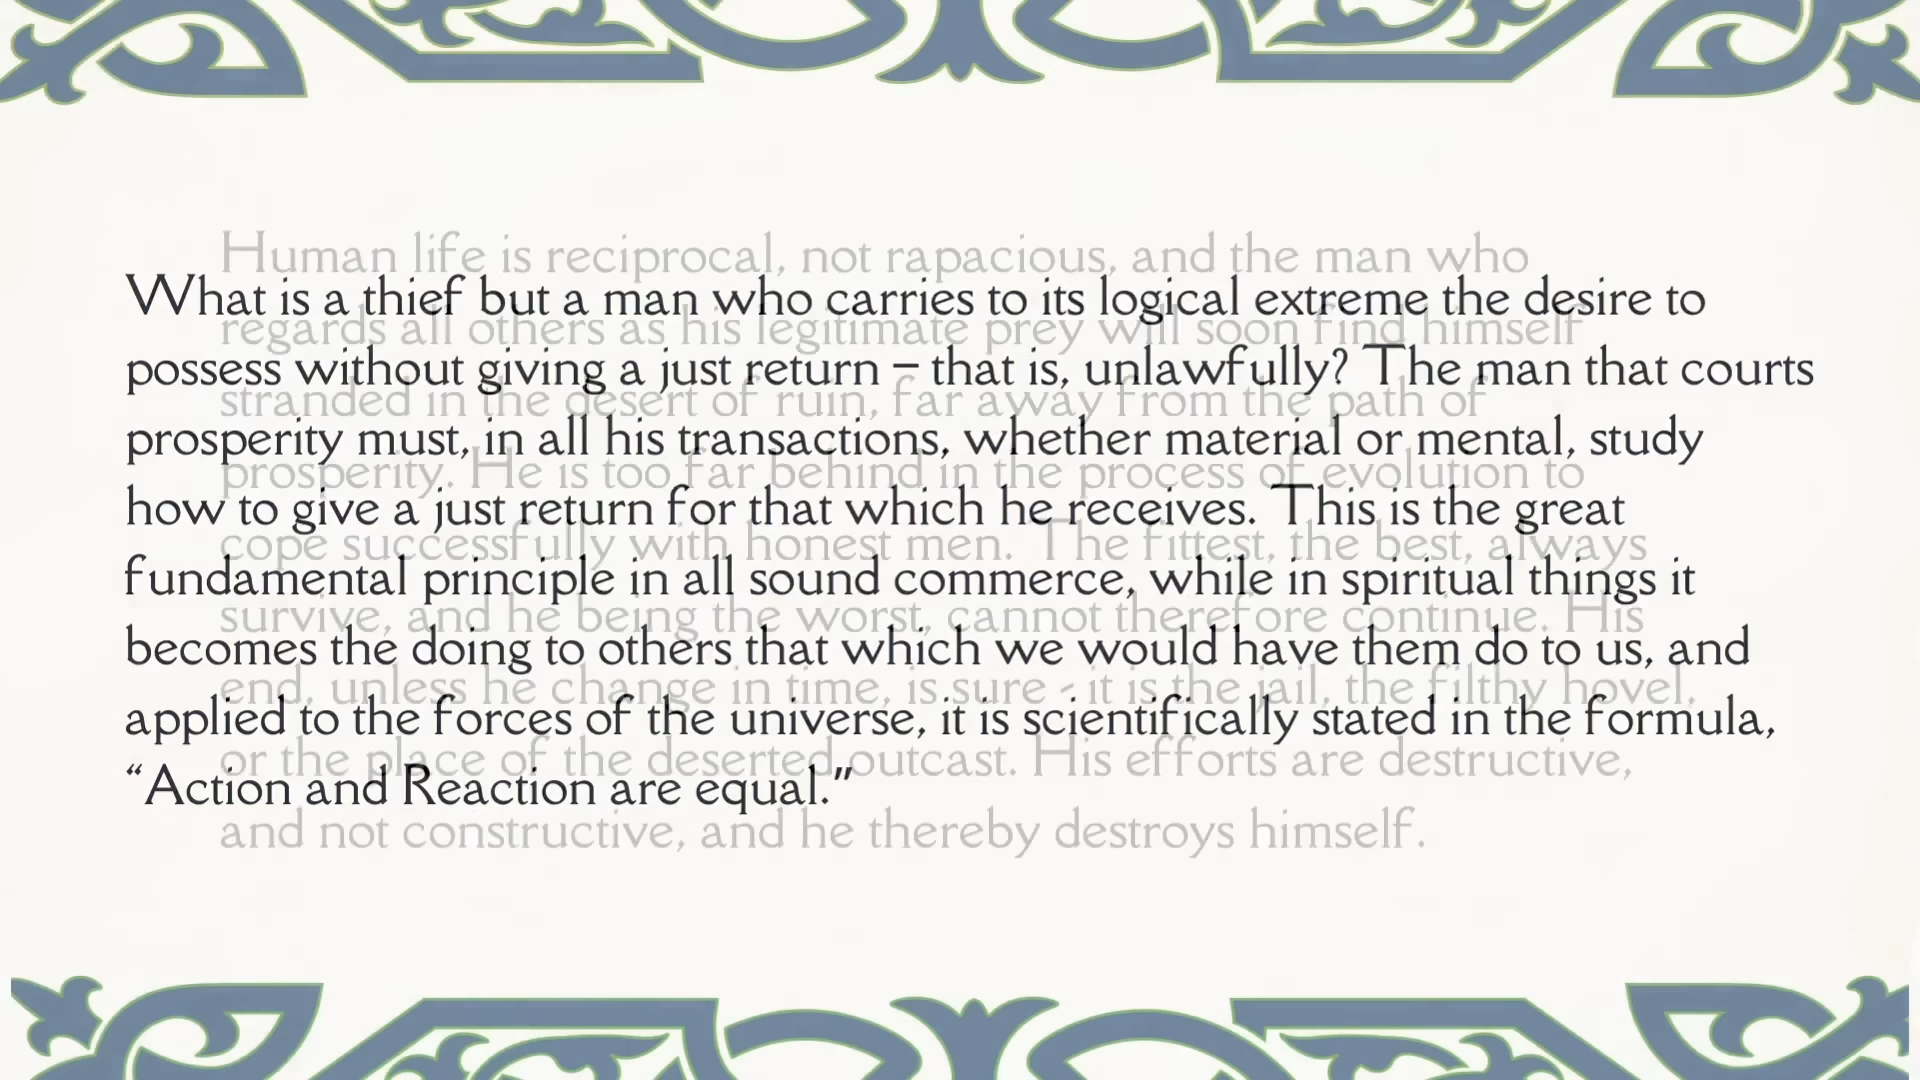 What is a thief but a man who carries to its logical extreme the desire to
possess without giving a just return – that is, unlawfully? The man that courts
prosperity must, in all his transactions, whether material or mental, study
how to give a just return for that which he receives. This is the great
fundamental principle in all sound commerce, while in spiritual things it
becomes the doing to others that which we would have them do to us, and
applied to the forces of the universe, it is scientifically stated in the formula,
“Action and Reaction are equal.”
Human life is reciprocal, not rapacious, and the man who
regards all others as his legitimate prey will soon find himself
stranded in the desert of ruin, far away from the path of
prosperity. He is too far behind in the process of evolution to
cope successfully with honest men. The fittest, the best, always
survive, and he being the worst, cannot therefore continue. His
end, unless he change in time, is sure - it is the jail, the filthy hovel,
or the place of the deserted outcast. His efforts are destructive,
and not constructive, and he thereby destroys himself.